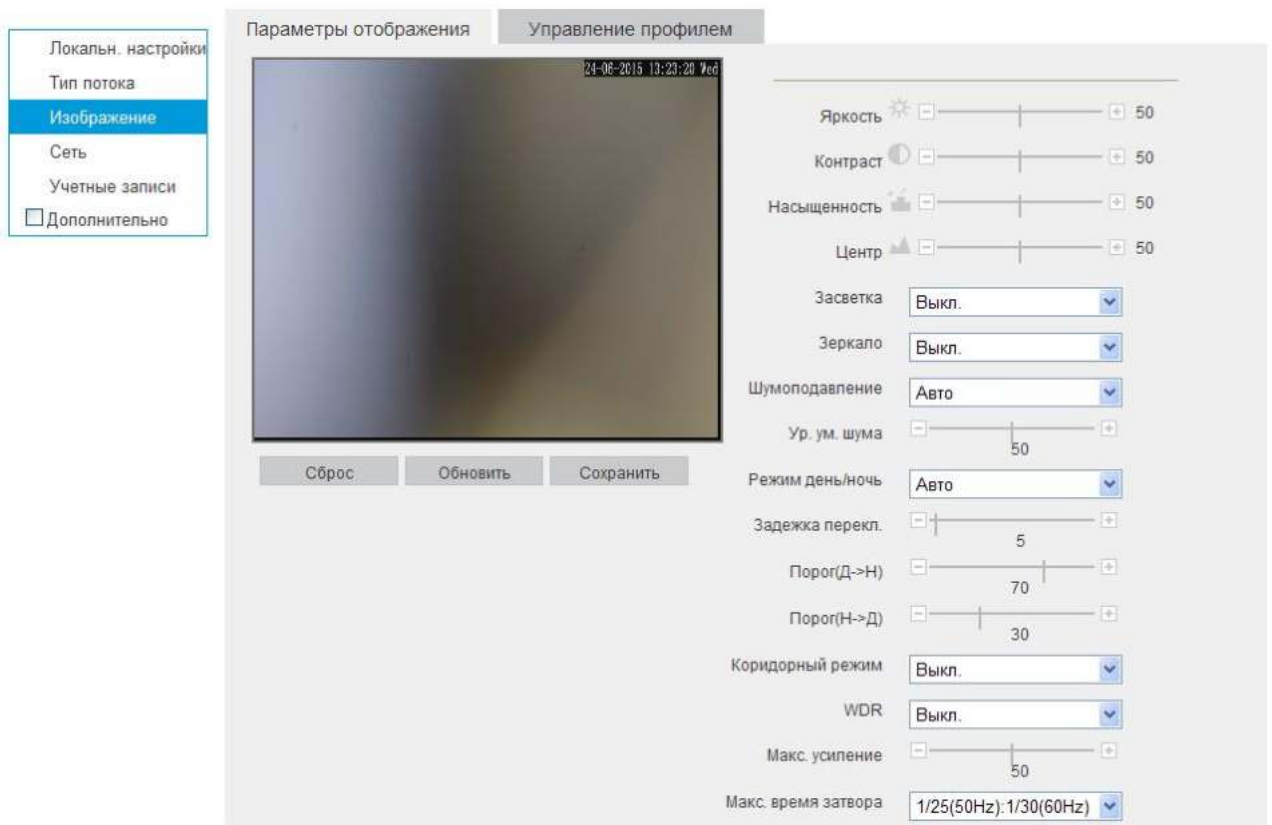 Параметры отображения
Управление профилем
Локальн. настройки
Тип потока
Изображение
Сеть
Учетные записи
Дополнительно
24-06-2015 13:23:28 Wed
Сброс
Обновить
Сохранить
Яркость 50
Контраст 50
Насыщенность 50
Центр 50
Засветка Выкл.
Зеркало Выкл.
Шумоподавление Авто
Ур. ум. шума 50
Режим день/ночь Авто
Задежка перекл. 5
Порог(Д->Н) 70
Порог(Н->Д) 30
Коридорный режим Выкл.
WDR Выкл.
Макс. усиление 50
Макс. время затвора 1/25(50Hz):1/30(60Hz)